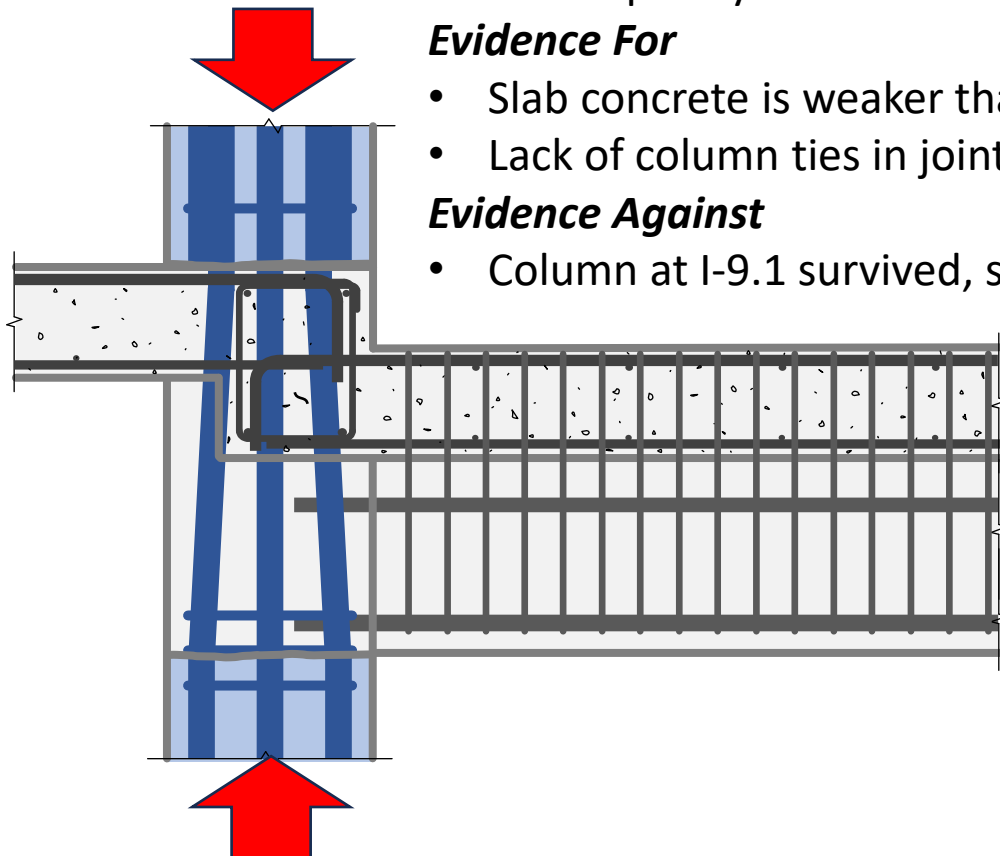 Evidence For
• Slab concrete is weaker
• Lack of column ties in joint
Evidence Against
• Column at I-9.1 survived,